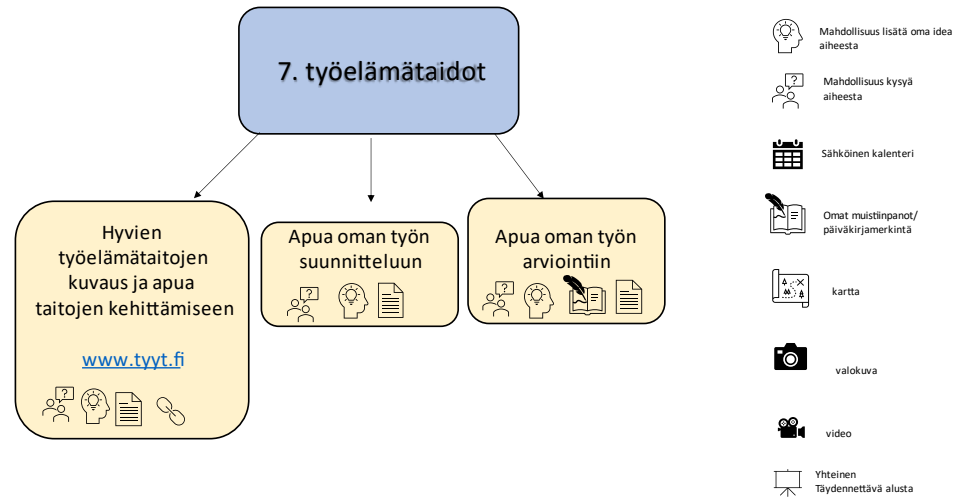 7. työelämätaidot
Hyvien
työelämätaitojen
kuvaus ja apua
taitojen kehittämiseen
www.tyyt.fi
Apua oman työn
suunnitteluun
?
Apua oman työn
arviointiin
?
?
Mahdollisuus lisätä oma idea
aiheesta
?
Mahdollisuus kysyä
aiheesta
Sähköinen kalenteri
Omat muistiinpanot/
päiväkirjamerkintä
kartta
valokuva
video
Yhteinen
Täydennettävä alusta